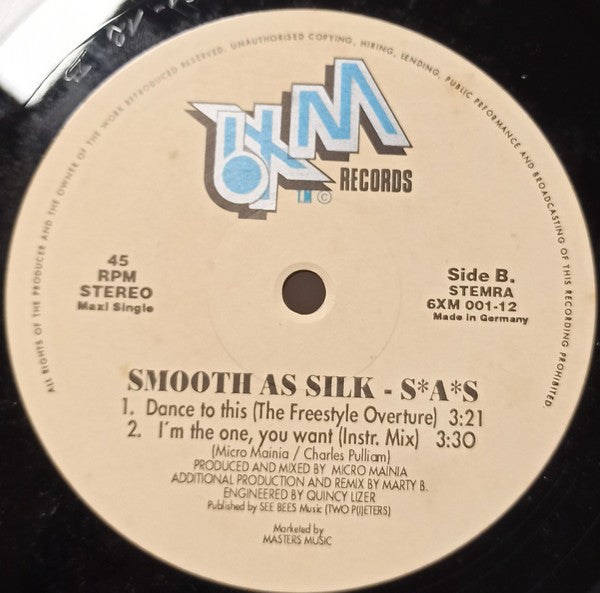 ALL RIGHTS OF THE PRODUCER AND THE OWNER OF THE WORK REPRODUCED RESERVED, UNAUTHORISED COPYING, HIRING, LENDING, PUBLIC PRFORMANCE AND BROADCASTING OF THIS RECORDING PROHIBITED.
6XM
RECORDS
©
45
RPM
STEREO
Maxi Single
Side B.
STEMRA
6XM 001-12
Made in Germany
SMOOTH AS SILK - S*A*S
1. Dance to this (The Freestyle Overture) 3:21
2. I´m the one, you want (Instr. Mix) 3:30
(Micro Mainia / Charles Pulliam)
PRODUCED AND MIXED BY MICRO MAINIA
ADDITIONAL PRODUCTION AND REMIX BY MARTY B.
ENGINEERED BY QUINCY LIZER
Published by SEE BEES Music (TWO P(I)ETERS)
Marketed by
MASTERS MUSIC